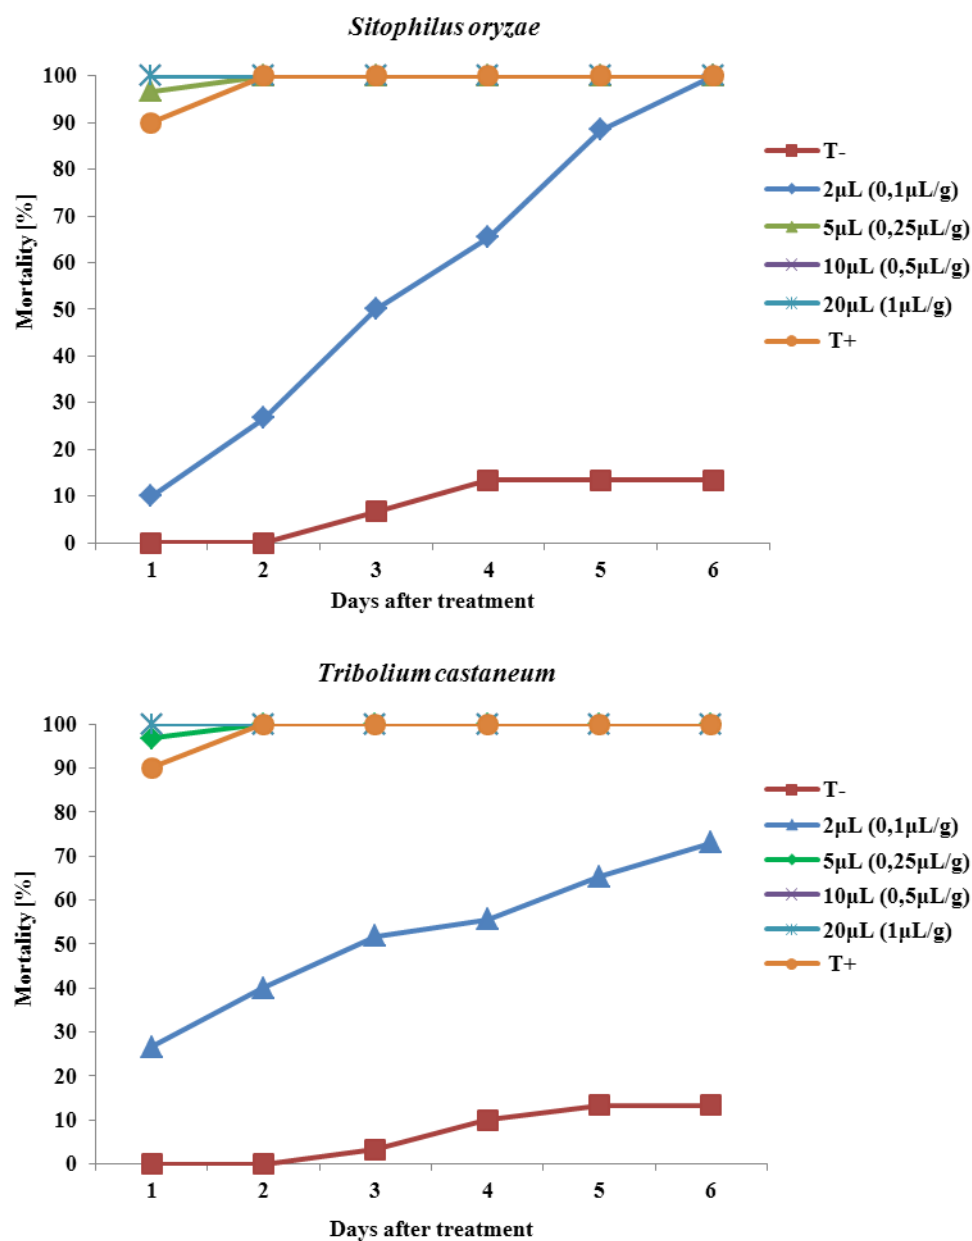 Sitophilus oryzae
100
90
80
70
60
50
40
30
20
10
0
Mortality [%]
1 2 3 4 5 6
Days after treatment
T-
2μL (0,1μL/g)
5μL (0,25μL/g)
10μL (0,5μL/g)
20μL (1μL/g)
T+
Tribolium castaneum
100
90
80
70
60
50
40
30
20
10
0
Mortality [%]
1 2 3 4 5 6
Days after treatment
T-
2μL (0,1μL/g)
5μL (0,25μL/g)
10μL (0,5μL/g)
20μL (1μL/g)
T+